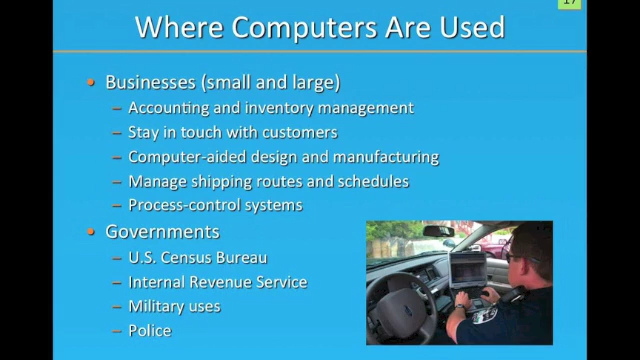 17
Where Computers Are Used
• Businesses (small and large)
– Accounting and inventory management
– Stay in touch with customers
– Computer-aided design and manufacturing
– Manage shipping routes and schedules
– Process-control systems
• Governments
– U.S. Census Bureau
– Internal Revenue Service
– Military uses
– Police